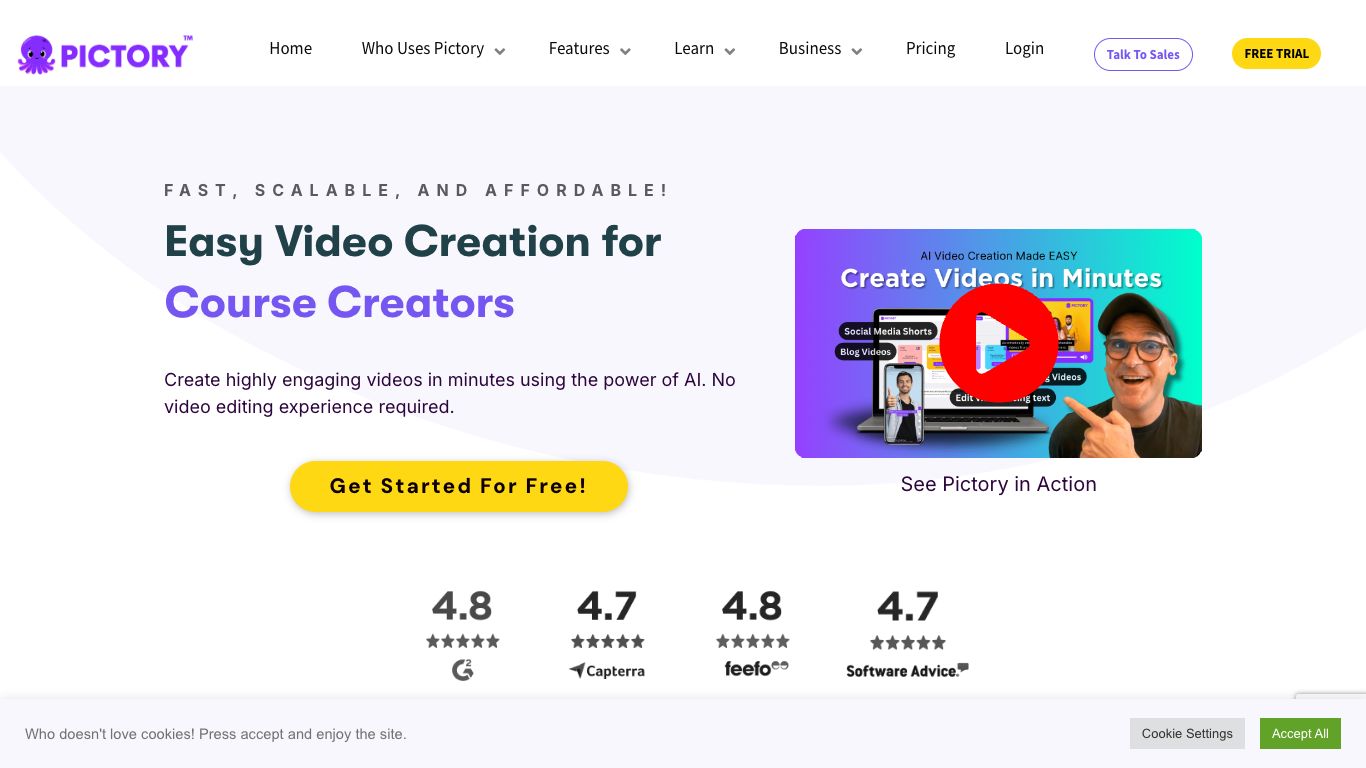 PICTORY™
Home
Who Uses Pictory
Features
Learn
Business
Pricing
Login
Talk To Sales
FREE TRIAL
FAST, SCALABLE, AND AFFORDABLE!
Easy Video Creation for
Course Creators
Create highly engaging videos in minutes using the power of AI. No
video editing experience required.
Get Started For Free!
AI Video Creation Made EASY
Create Videos in Minutes
Social Media Shorts
Blog Videos
PICTORY
Videos
Edit
text
See Pictory in Action
4.8
4.7
4.8
4.7
G2
Capterra
feefo
Software Advice.
Who doesn't love cookies! Press accept and enjoy the site.
Cookie Settings
Accept All